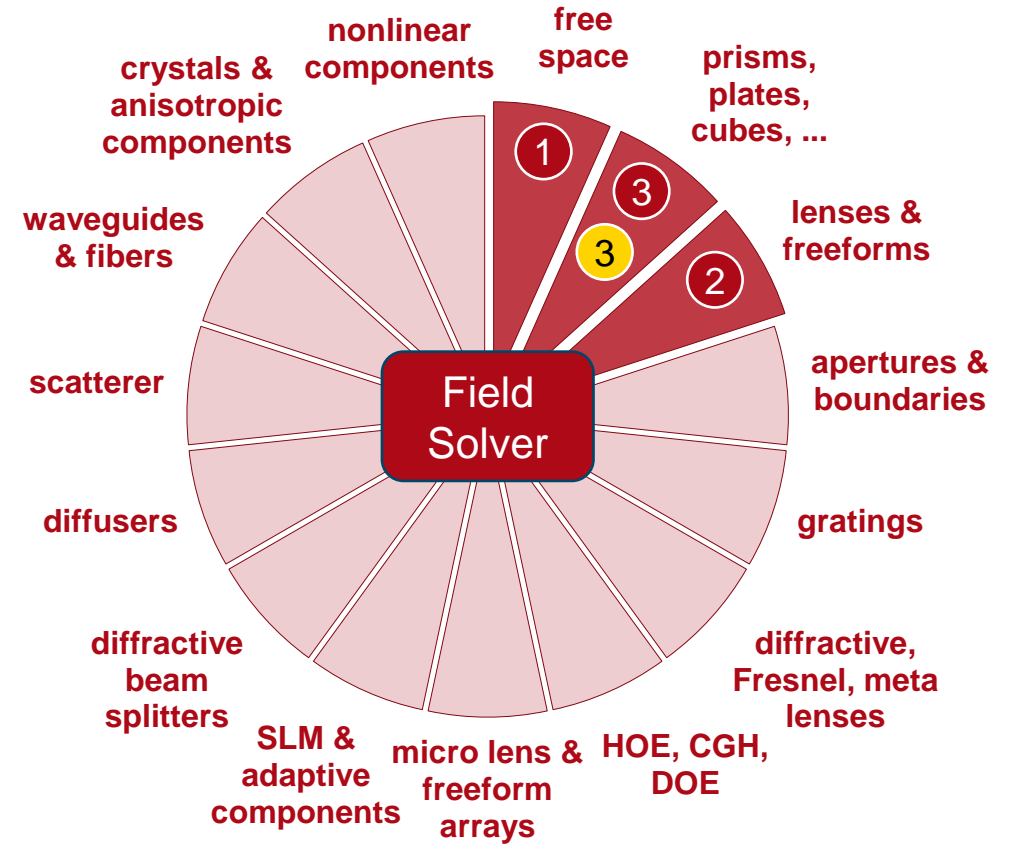 free
space
1
prisms,
plates,
cubes, ...
3
3
lenses &
freeforms
2
apertures &
boundaries
gratings
diffractive,
Fresnel, meta
lenses
HOE, CGH,
DOE
micro lens &
freeform
arrays
SLM &
adaptive
components
diffractive
beam
splitters
diffusers
scatterer
waveguides
& fibers
crystals &
anisotropic
components
nonlinear
components
Field
Solver